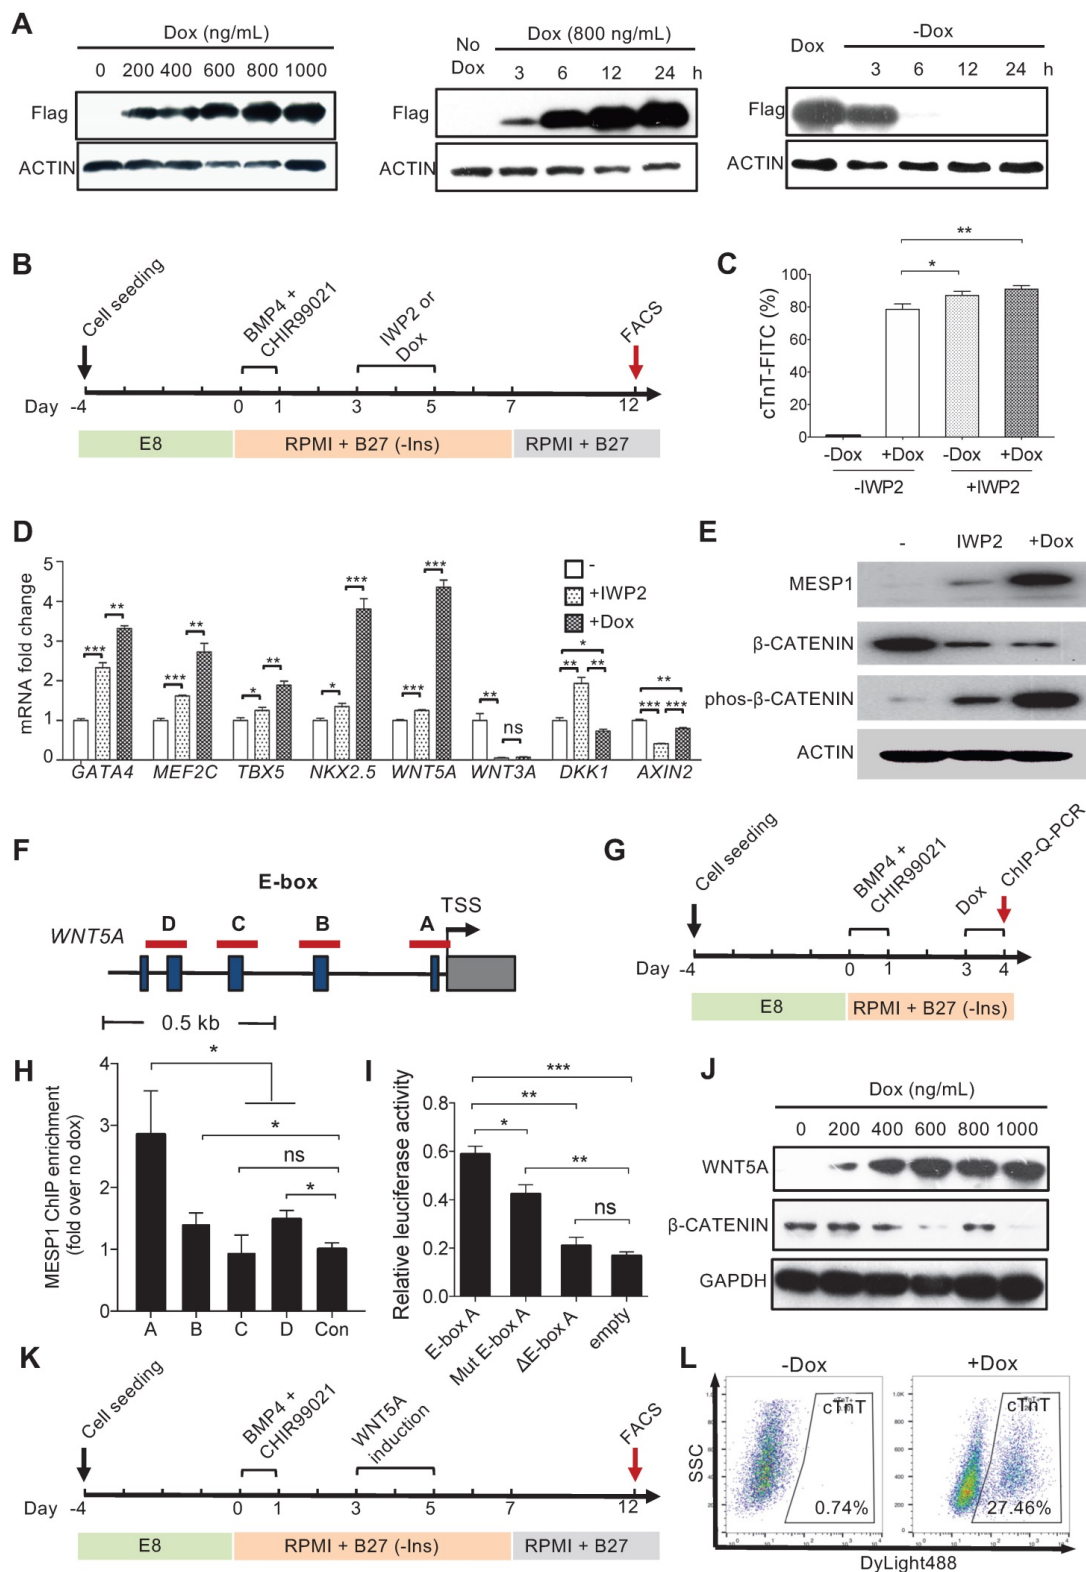 A
Dox (ng/mL)
0 200 400 600 800 1000
Flag
ACTIN
No Dox
Dox (800 ng/mL)
3 6 12 24 h
Flag
ACTIN
Dox
-Dox
3 6 12 24 h
Flag
ACTIN
B
Cell seeding
BMP4 +
CHIR99021
IWP2 or
Dox
FACS
Day -4 0 1 3 5 7 12
E8
RPMI + B27 (-Ins)
RPMI + B27
C
cTnT-FITC (%)
100
80
60
40
20
0
*
**
-Dox +Dox -Dox +Dox
-IWP2 +IWP2
D
mRNA fold change
5
4
3
2
1
0
-
+IWP2
+Dox
*** **
*** **
* **
* ***
*** ***
** ns
* ** **
** *** ***
GATA4 MEF2C TBX5 NKX2.5 WNT5A WNT3A DKK1 AXIN2
E
- IWP2 +Dox
MESP1
β-CATENIN
phos-β-CATENIN
ACTIN
F
E-box
D C B A TSS
WNT5A
0.5 kb
G
Cell seeding
BMP4 +
CHIR99021
Dox
ChIP-Q-PCR
Day -4 0 1 3 4
E8
RPMI + B27 (-Ins)
H
MESP1 ChIP enrichment
(fold over no dox)
4
3
2
1
0
*
*
ns
*
A B C D Con
I
Relative leuciferase activity
0.8
0.6
0.4
0.2
0.0
***
**
*
**
ns
E-box A
Mut E-box A
ΔE-box A
empty
J
Dox (ng/mL)
0 200 400 600 800 1000
WNT5A
β-CATENIN
GAPDH
K
Cell seeding
BMP4 +
CHIR99021
WNT5A
induction
FACS
Day -4 0 1 3 5 7 12
E8
RPMI + B27 (-Ins)
RPMI + B27
L
-Dox
+Dox
SSC
cTnT
0.74%
cTnT
27.46%
DyLight488